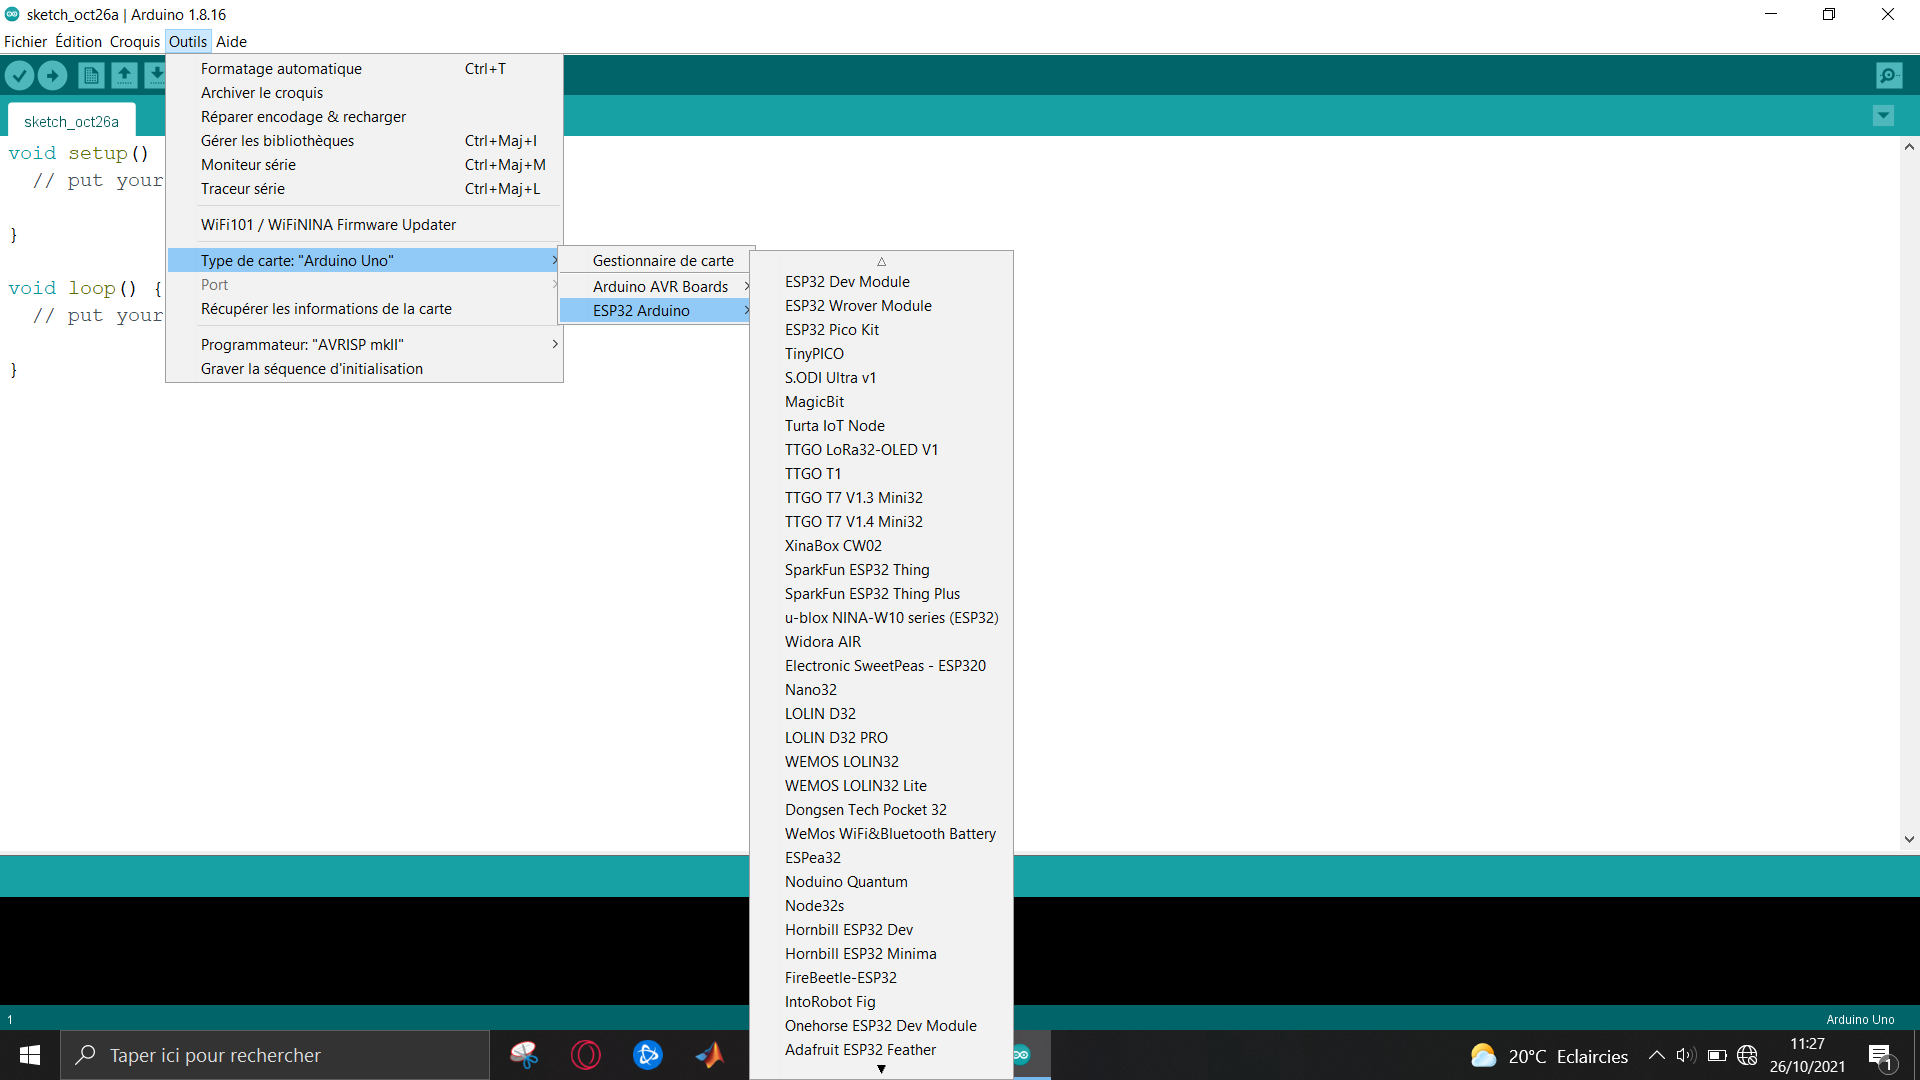 sketch_oct26a | Arduino 1.8.16
Fichier Édition Croquis Outils Aide
Formatage automatique Ctrl+T
Archiver le croquis
Réparer encodage & recharger
Gérer les bibliothèques Ctrl+Maj+I
Moniteur série Ctrl+Maj+M
Traceur série Ctrl+Maj+L
WiFi101 / WiFiNINA Firmware Updater
Type de carte: "Arduino Uno"
Port
Récupérer les informations de la carte
Programmateur: "AVRISP mkII"
Graver la séquence d'initialisation
Gestionnaire de carte
Arduino AVR Boards
ESP32 Arduino
ESP32 Dev Module
ESP32 Wrover Module
ESP32 Pico Kit
TinyPICO
S.ODI Ultra v1
MagicBit
Turta IoT Node
TTGO LoRa32-OLED V1
TTGO T1
TTGO T7 V1.3 Mini32
TTGO T7 V1.4 Mini32
XinaBox CW02
SparkFun ESP32 Thing
SparkFun ESP32 Thing Plus
u-blox NINA-W10 series (ESP32)
Widora AIR
Electronic SweetPeas - ESP320
Nano32
LOLIN D32
LOLIN D32 PRO
WEMOS LOLIN32
WEMOS LOLIN32 Lite
Dongsen Tech Pocket 32
WeMos WiFi&Bluetooth Battery
ESPea32
Noduino Quantum
Node32s
Hornbill ESP32 Dev
Hornbill ESP32 Minima
FireBeetle-ESP32
IntoRobot Fig
Onehorse ESP32 Dev Module
Adafruit ESP32 Feather
sketch_oct26a
void setup()
// put your
}
void loop() {
// put your
}
1
Arduino Uno
Taper ici pour rechercher
20°C Eclaircies
11:27
26/10/2021
1